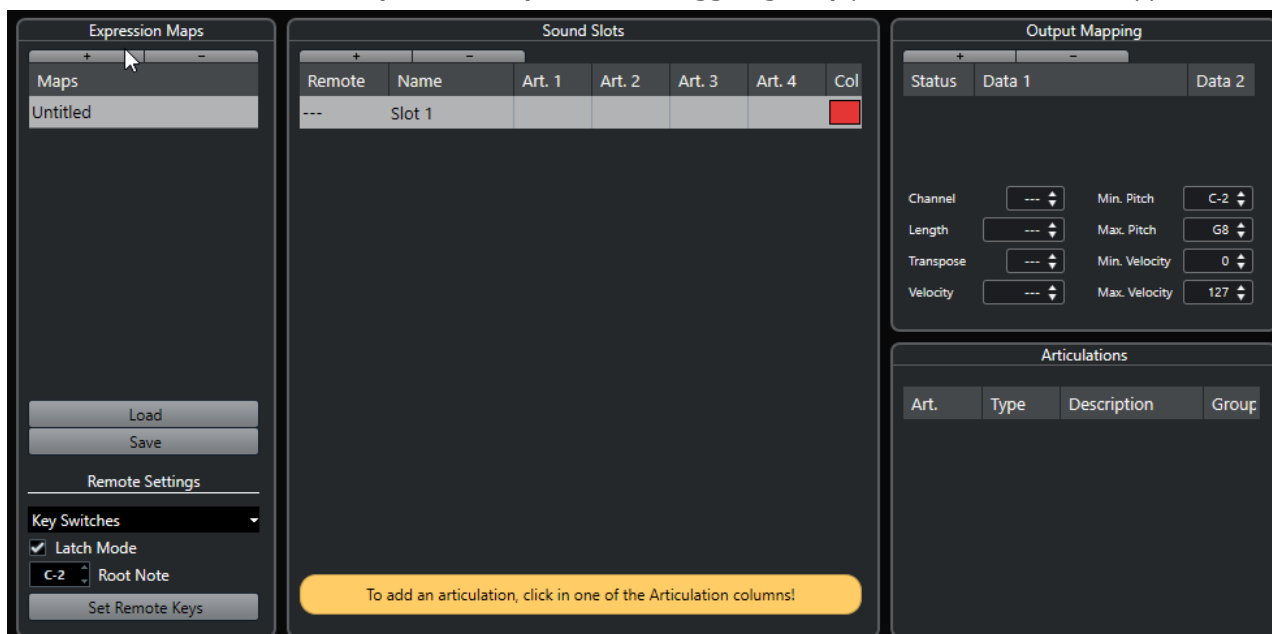 Expression Maps
+ -
Maps
Untitled
Load
Save
Remote Settings
Key Switches
Latch Mode
C-2 Root Note
Set Remote Keys
Sound Slots
+ -
Remote Name Art. 1 Art. 2 Art. 3 Art. 4 Col
--- Slot 1
To add an articulation, click in one of the Articulation columns!
Output Mapping
+ -
Status Data 1 Data 2
Channel --- Min. Pitch C-2
Length --- Max. Pitch G8
Transpose --- Min. Velocity 0
Velocity --- Max. Velocity 127
Articulations
Art. Type Description Group